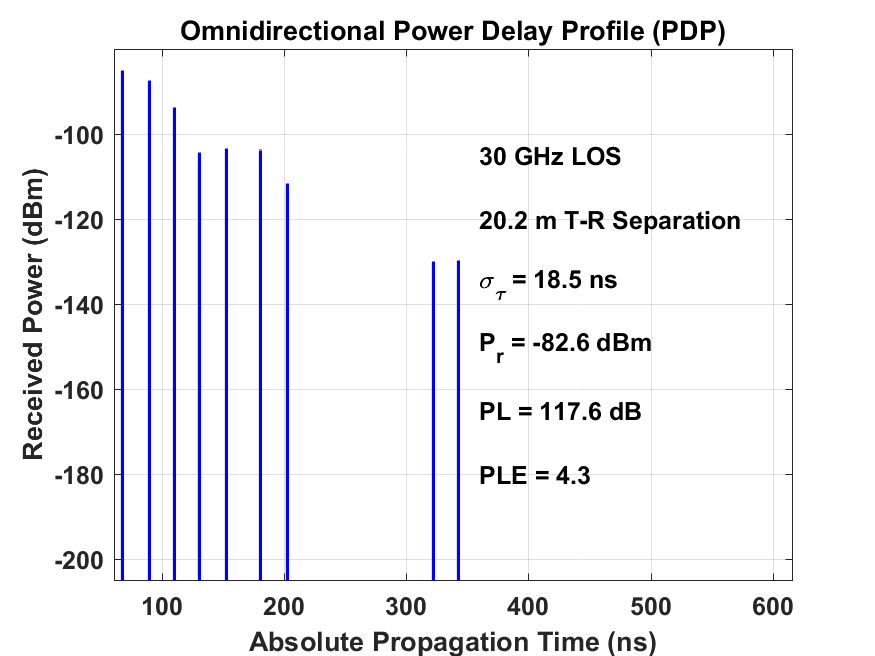 Omnidirectional Power Delay Profile (PDP)
Received Power (dBm)
-100
-120
-140
-160
-180
-200
30 GHz LOS
20.2 m T-R Separation
στ = 18.5 ns
Pr = -82.6 dBm
PL = 117.6 dB
PLE = 4.3
100 200 300 400 500 600
Absolute Propagation Time (ns)